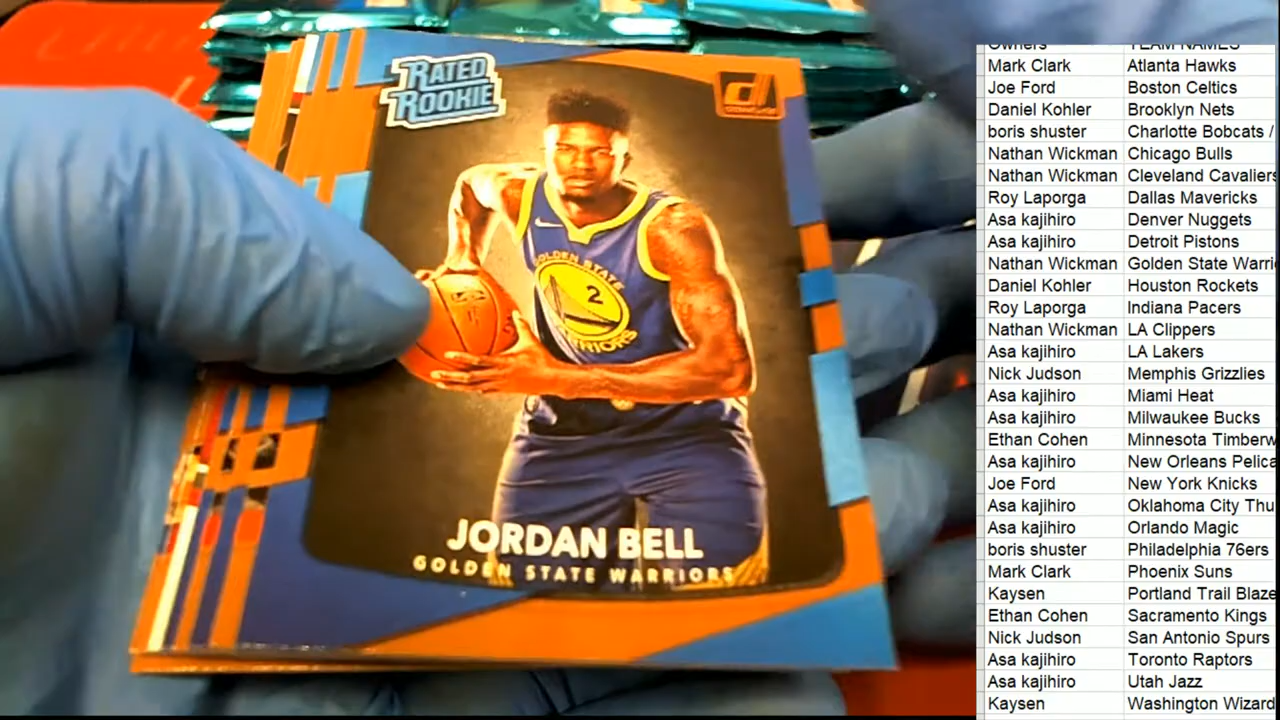 RATED
ROOKIE
GOLDEN STATE
2
WARRIORS
JORDAN BELL
GOLDEN STATE WARRIORS
Owners TEAM NAMES
Mark Clark Atlanta Hawks
Joe Ford Boston Celtics
Daniel Kohler Brooklyn Nets
boris shuster Charlotte Bobcats /
Nathan Wickman Chicago Bulls
Nathan Wickman Cleveland Cavaliers
Roy Laporga Dallas Mavericks
Asa kajihiro Denver Nuggets
Asa kajihiro Detroit Pistons
Nathan Wickman Golden State Warri
Daniel Kohler Houston Rockets
Roy Laporga Indiana Pacers
Nathan Wickman LA Clippers
Asa kajihiro LA Lakers
Nick Judson Memphis Grizzlies
Asa kajihiro Miami Heat
Asa kajihiro Milwaukee Bucks
Ethan Cohen Minnesota Timberw
Asa kajihiro New Orleans Pelica
Joe Ford New York Knicks
Asa kajihiro Oklahoma City Thu
Asa kajihiro Orlando Magic
boris shuster Philadelphia 76ers
Mark Clark Phoenix Suns
Kaysen Portland Trail Blaze
Ethan Cohen Sacramento Kings
Nick Judson San Antonio Spurs
Asa kajihiro Toronto Raptors
Asa kajihiro Utah Jazz
Kaysen Washington Wizard